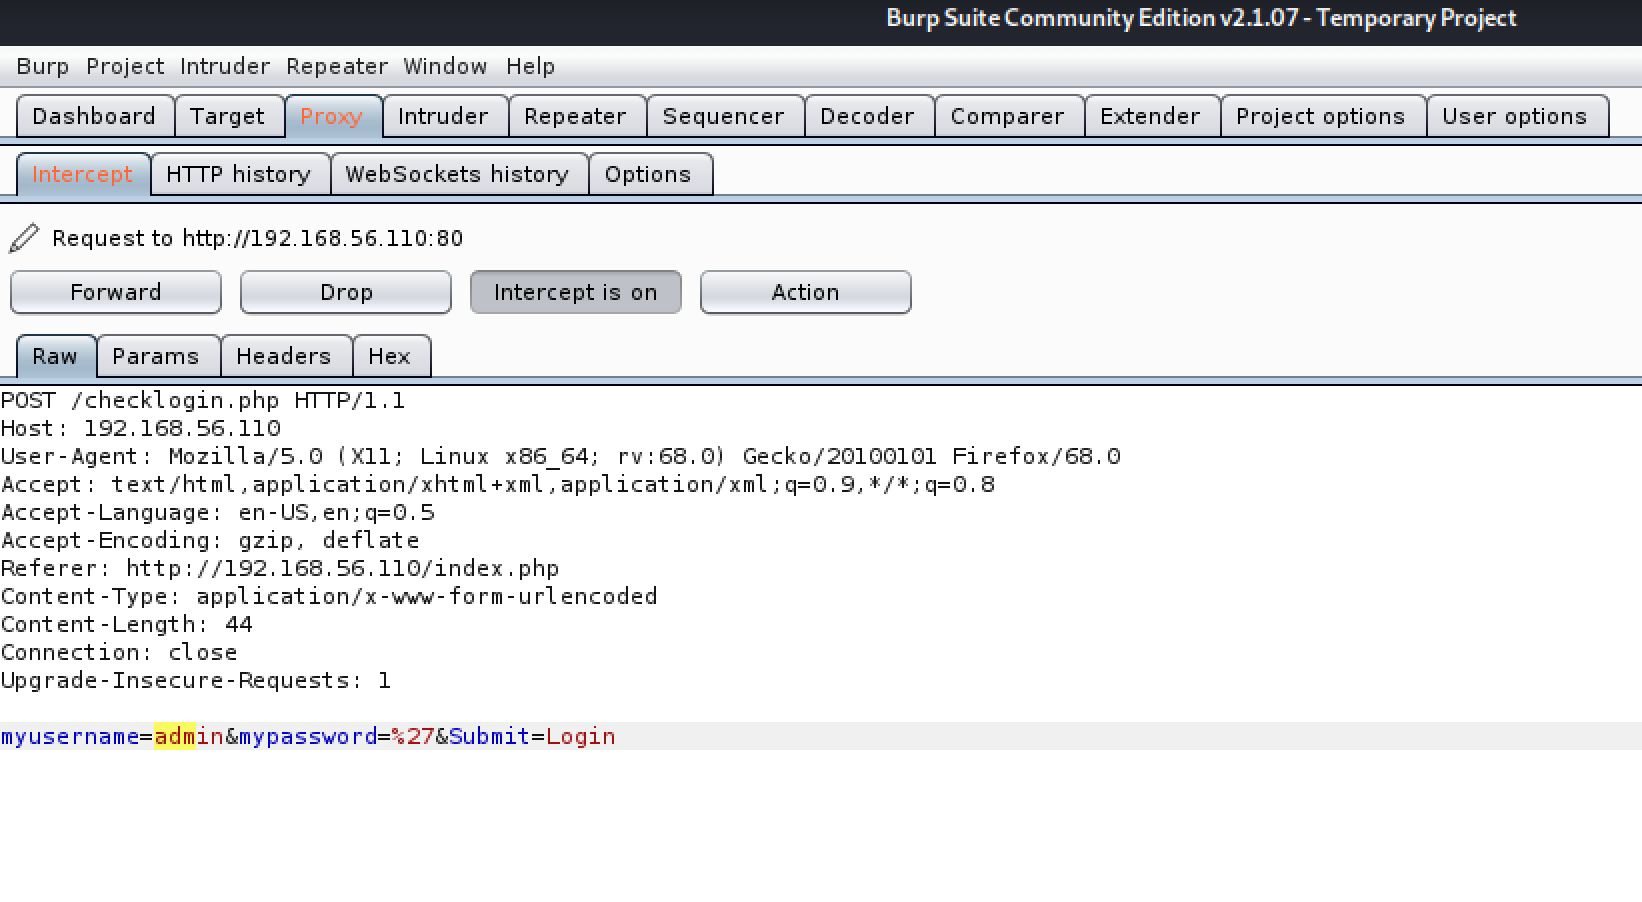 Burp Suite Community Edition v2.1.07 - Temporary Project
Burp Project Intruder Repeater Window Help
Dashboard Target Proxy Intruder Repeater Sequencer Decoder Comparer Extender Project options User options
Intercept HTTP history WebSockets history Options
Request to http://192.168.56.110:80
Forward Drop Intercept is on Action
Raw Params Headers Hex
POST /checklogin.php HTTP/1.1
Host: 192.168.56.110
User-Agent: Mozilla/5.0 (X11; Linux x86_64; rv:68.0) Gecko/20100101 Firefox/68.0
Accept: text/html,application/xhtml+xml,application/xml;q=0.9,*/*;q=0.8
Accept-Language: en-US,en;q=0.5
Accept-Encoding: gzip, deflate
Referer: http://192.168.56.110/index.php
Content-Type: application/x-www-form-urlencoded
Content-Length: 44
Connection: close
Upgrade-Insecure-Requests: 1
myusername=admin&mypassword=%27&Submit=Login